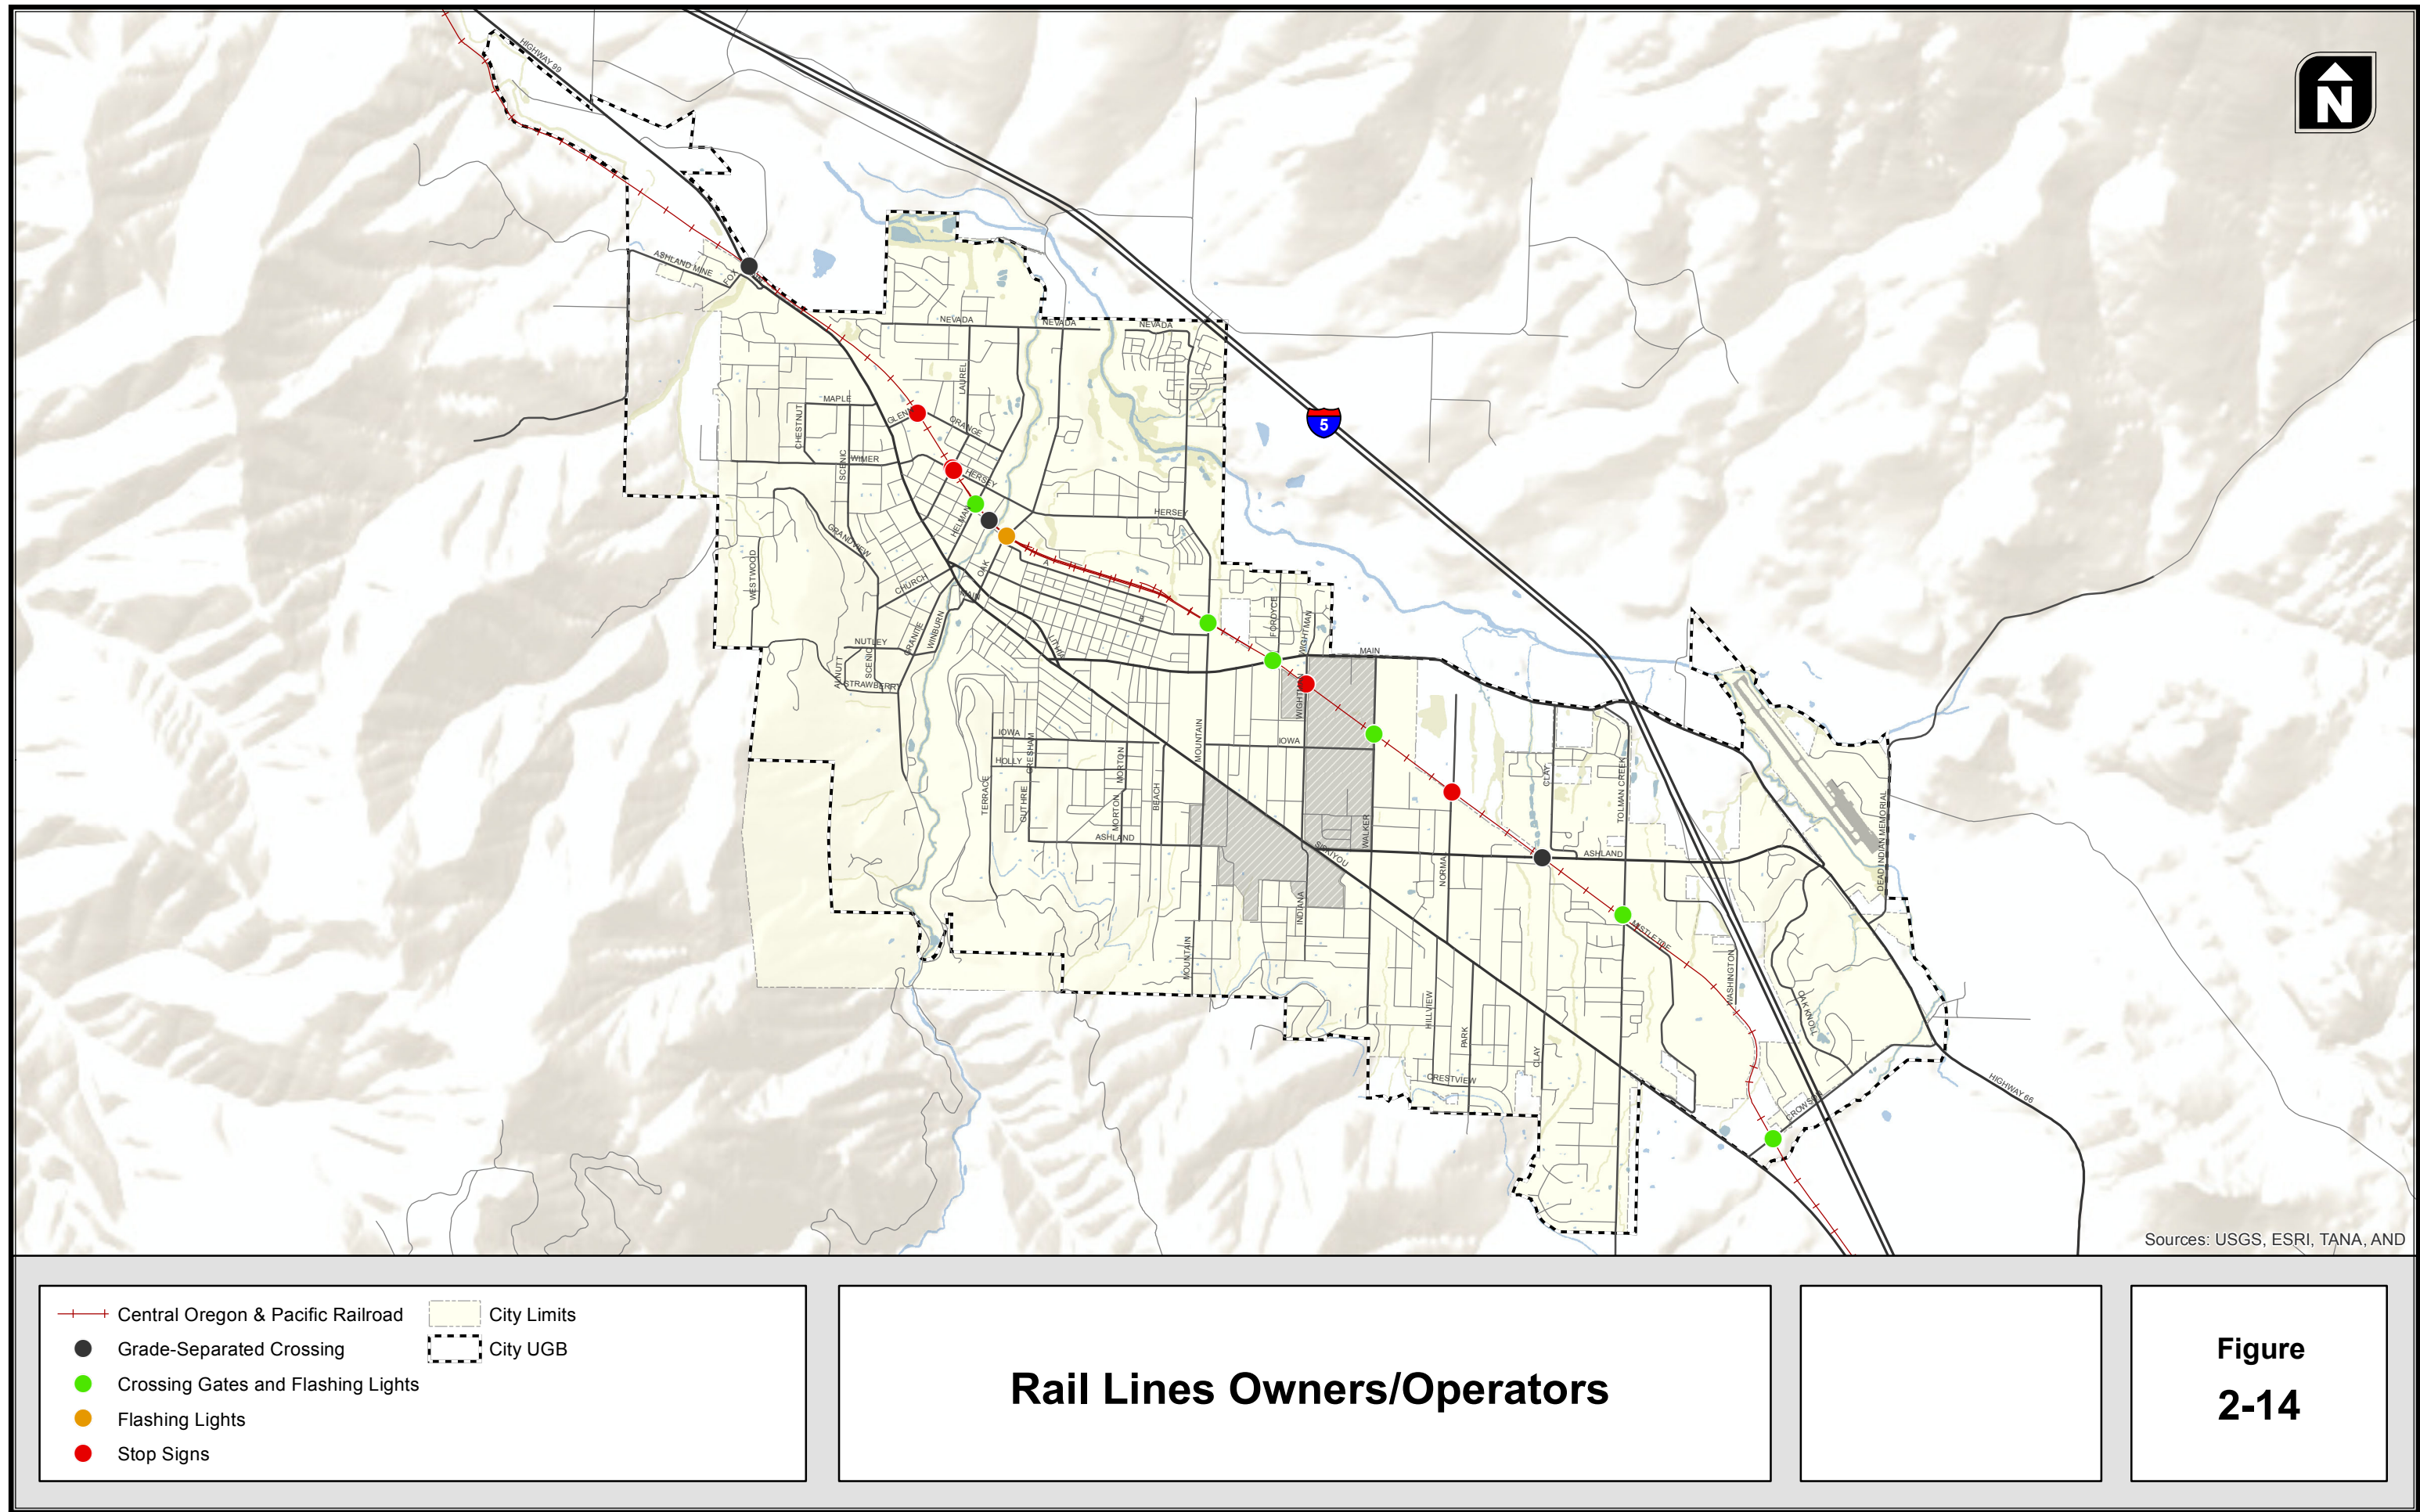 HIGHWAY 99
N
ASHLAND MINE
FOX
NEVADA
NEVADA
NEVADA
LAUREL
MAPLE
CHESTNUT
GLENN
ORANGE
5
WIMER
SCENIC
HERSEY
HELMAN
HERSEY
GRANDVIEW
WESTWOOD
OAK
A
CHURCH
MAIN
B
FORDYCE
WIGHTMAN
WINBURN
GRANITE
NUTLEY
LITHIA
MAIN
SCENIC
ALNUTT
STRAWBERRY
WIGHTMAN
MOUNTAIN
IOWA
IOWA
GRESHAM
HOLLY
MORTON
CLAY
TOLMAN CREEK
TERRACE
GUTHRIE
MORTON
BEACH
WALKER
ASHLAND
SISKIYOU
ASHLAND
DEAD INDIAN MEMORIAL
NORMAL
INDIANA
MISTLETOE
MOUNTAIN
WASHINGTON
HILLVIEW
OAK KNOLL
PARK
CLAY
CRESTVIEW
CROWSON
HIGHWAY 66
Sources: USGS, ESRI, TANA, AND
Central Oregon & Pacific Railroad
Grade-Separated Crossing
Crossing Gates and Flashing Lights
Flashing Lights
Stop Signs
City Limits
City UGB
Rail Lines Owners/Operators
Figure
2-14